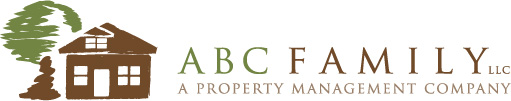 ABC FAMILY LLC
A PROPERTY MANAGEMENT COMPANY